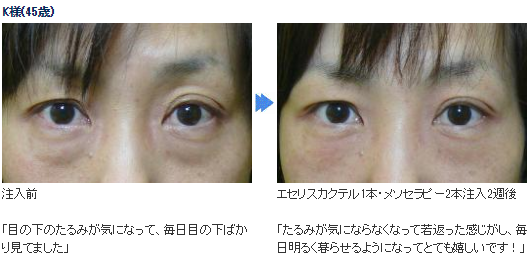 K様(45歳)
注入前
エセリスカクテル1本・メソセラピー2本注入2週後
「目の下のたるみが気になって、毎日目の下ばか
り見てました」
「たるみが気にならなくなって若返った感じがし、毎
日明るく暮らせるようになってとても嬉しいです！」